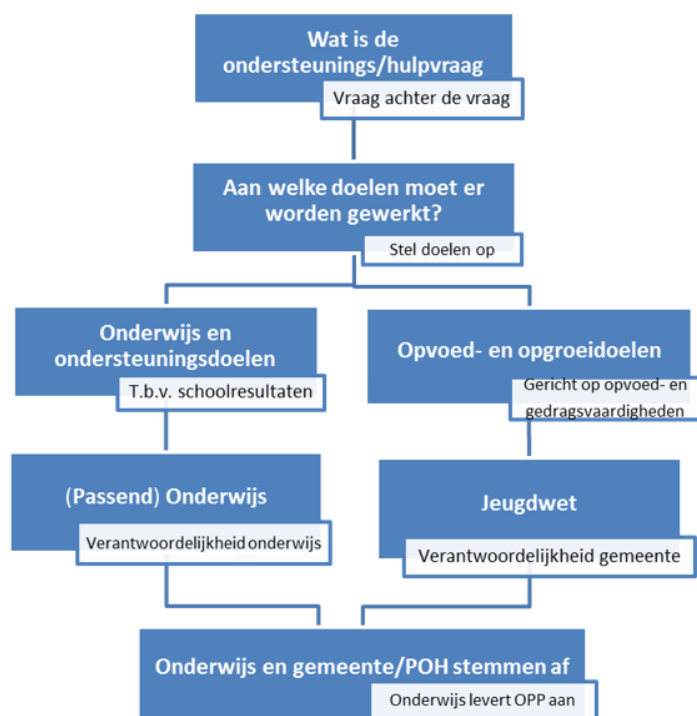 Wat is de
ondersteunings/hulpvraag
Vraag achter de vraag
Aan welke doelen moet er
worden gewerkt?
Stel doelen op
Onderwijs en
ondersteuningsdoelen
T.b.v. schoolresultaten
Opvoed- en opgroeidoelen
Gericht op opvoed- en
gedragsvaardigheden
(Passend) Onderwijs
Verantwoordelijkheid onderwijs
Jeugdwet
Verantwoordelijkheid gemeente
Onderwijs en gemeente/POH stemmen af
Onderwijs levert OPP aan